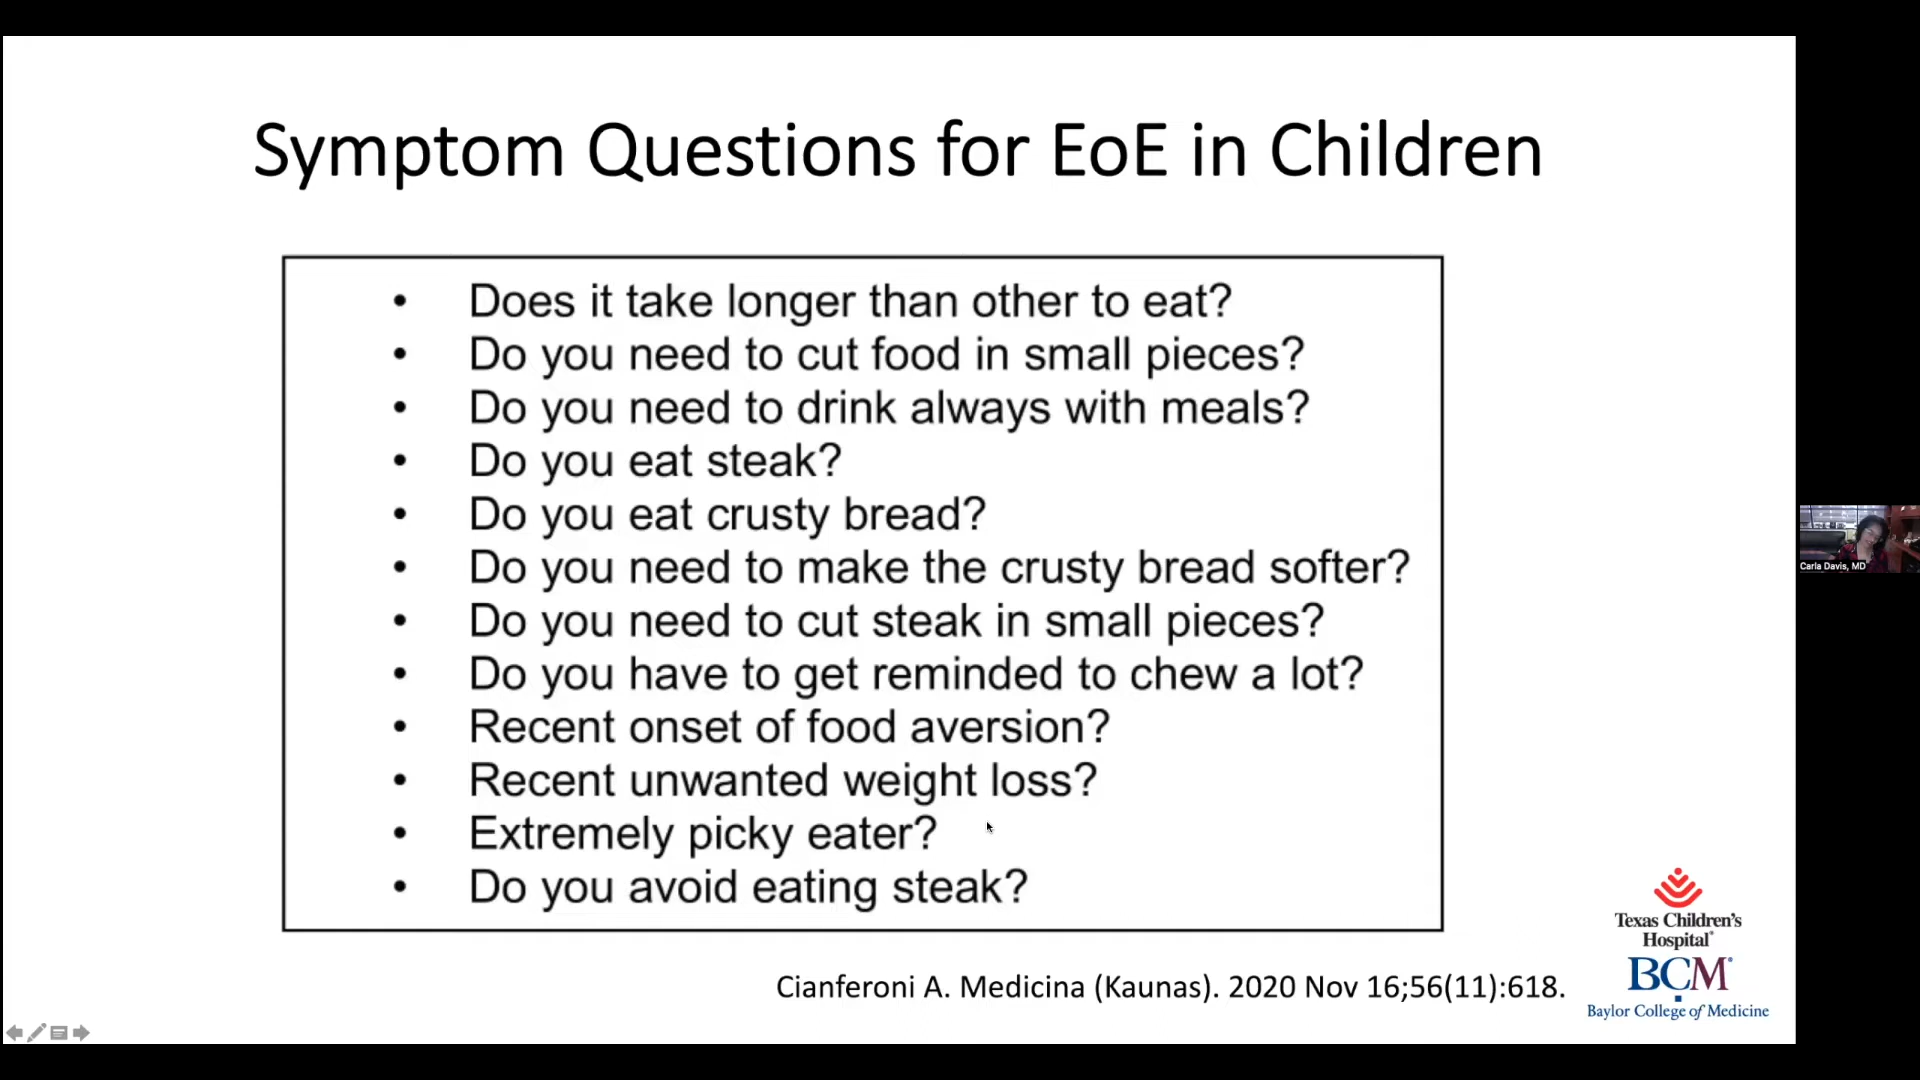 Symptom Questions for EoE in Children
• Does it take longer than other to eat?
• Do you need to cut food in small pieces?
• Do you need to drink always with meals?
• Do you eat steak?
• Do you eat crusty bread?
• Do you need to make the crusty bread softer?
• Do you need to cut steak in small pieces?
• Do you have to get reminded to chew a lot?
• Recent onset of food aversion?
• Recent unwanted weight loss?
• Extremely picky eater?
• Do you avoid eating steak?
Cianferoni A. Medicina (Kaunas). 2020 Nov 16;56(11):618.
Texas Children's
Hospital®
BCM®
Baylor College of Medicine
Carla Davis, MD